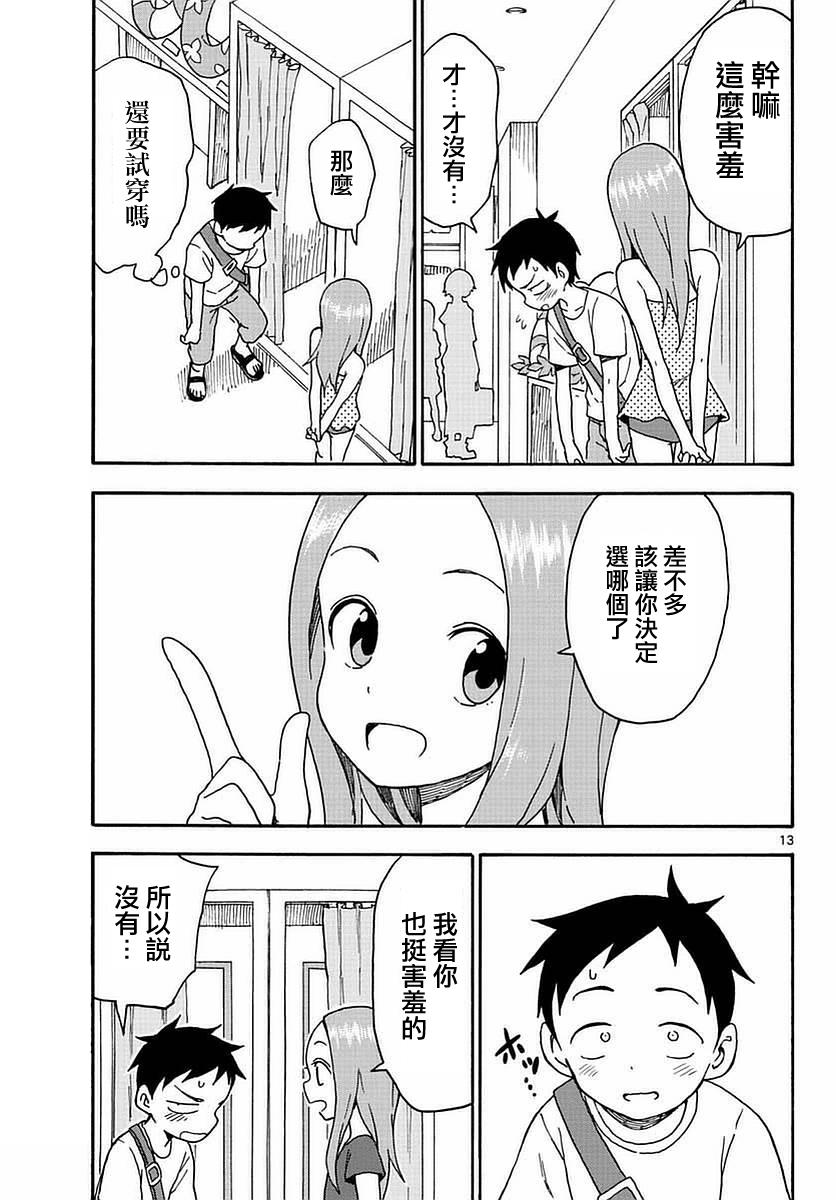 幹嘛
這麼害羞
才…才沒有…
那麼
還要試穿嗎
差不多
該讓你決定
選哪個了
13
ホッ…
我看你
也挺害羞的
所以說
沒有…